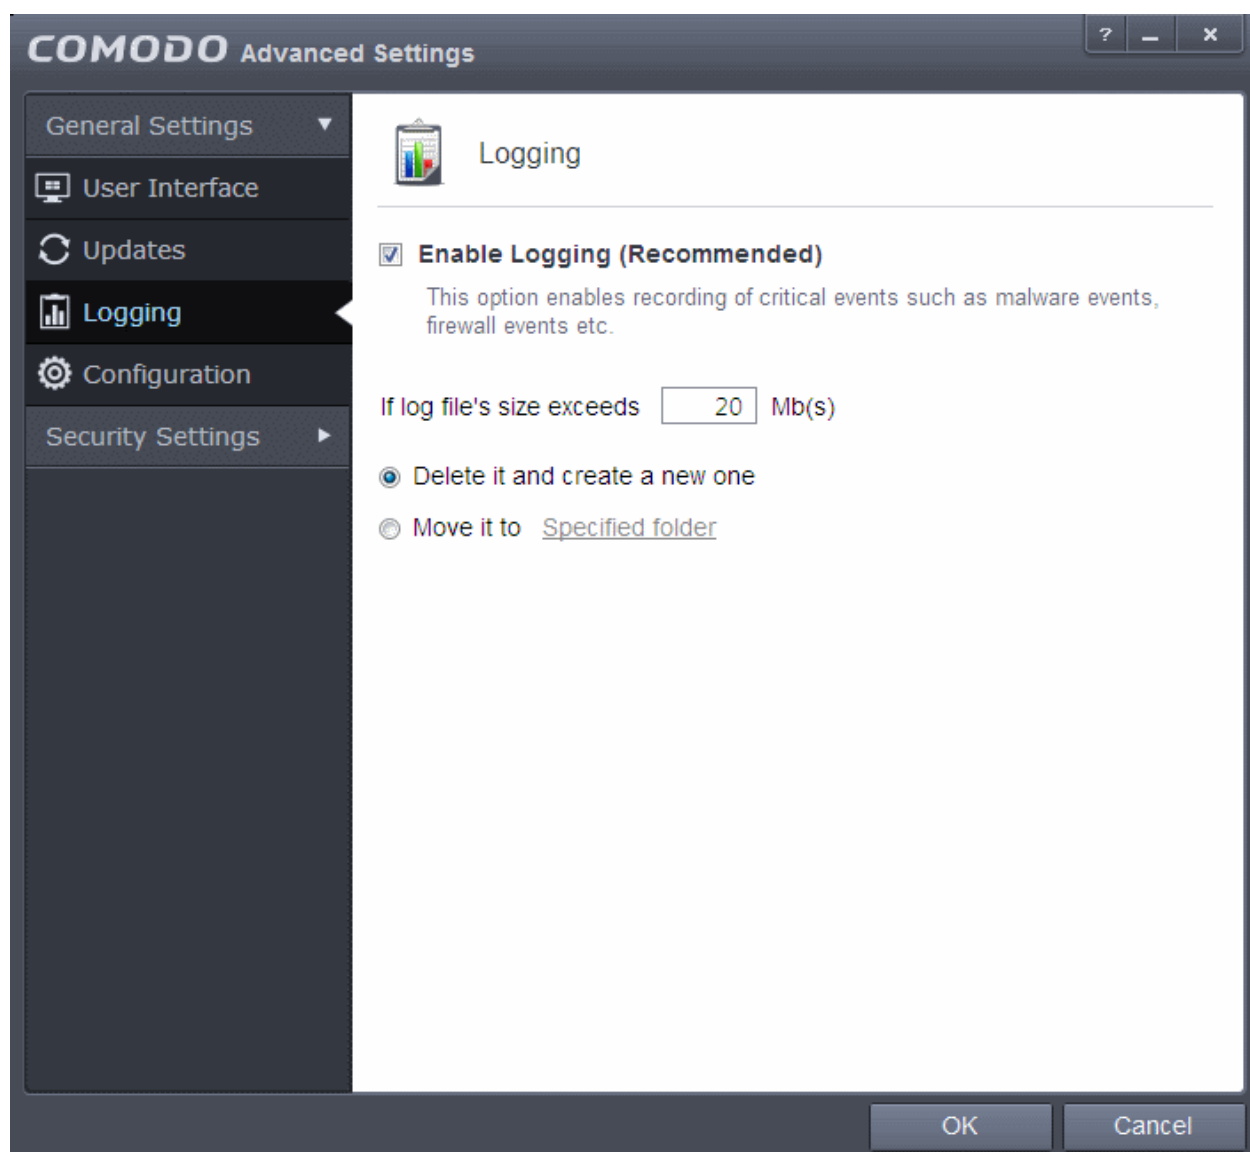 COMODO Advanced Settings
?
General Settings
User Interface
Updates
Logging
Configuration
Security Settings
Logging
Enable Logging (Recommended)
This option enables recording of critical events such as malware events,
firewall events etc.
If log file's size exceeds 20 Mb(s)
Delete it and create a new one
Move it to Specified folder
OK Cancel